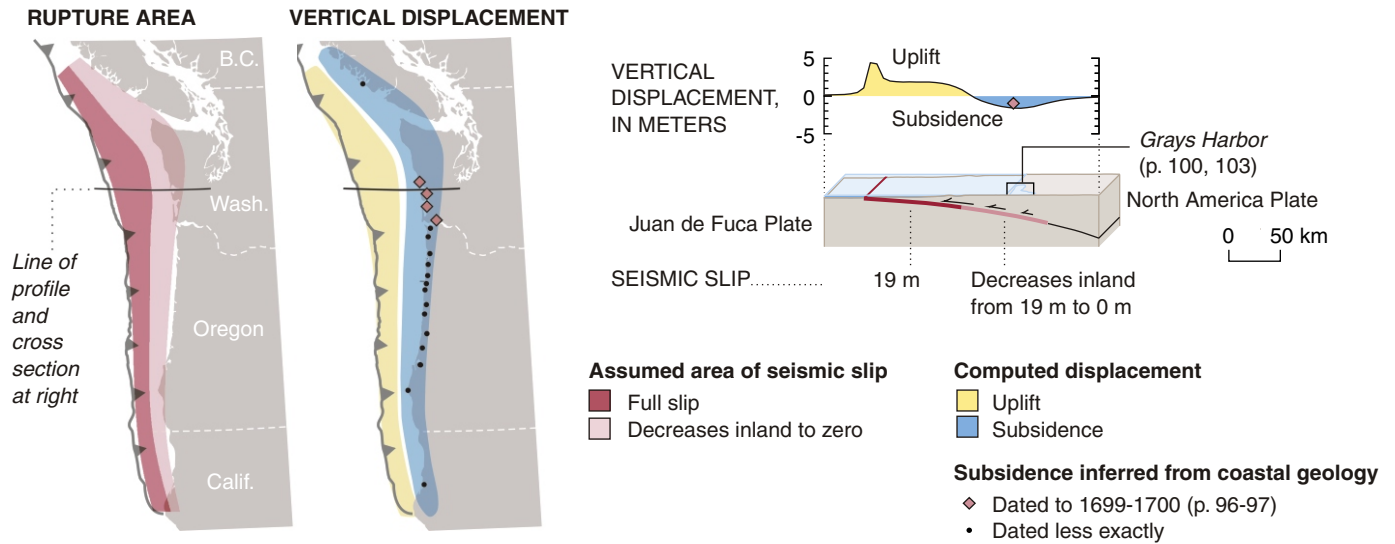 RUPTURE AREA
VERTICAL DISPLACEMENT
B.C.
Wash.
Oregon
Calif.
Line of
profile
and
cross
section
at right
VERTICAL
DISPLACEMENT,
IN METERS
5
0
-5
Uplift
Subsidence
Grays Harbor
(p. 100, 103)
North America Plate
Juan de Fuca Plate
0 50 km
SEISMIC SLIP
19 m
Decreases inland
from 19 m to 0 m
Assumed area of seismic slip
Full slip
Decreases inland to zero
Computed displacement
Uplift
Subsidence
Subsidence inferred from coastal geology
Dated to 1699-1700 (p. 96-97)
Dated less exactly